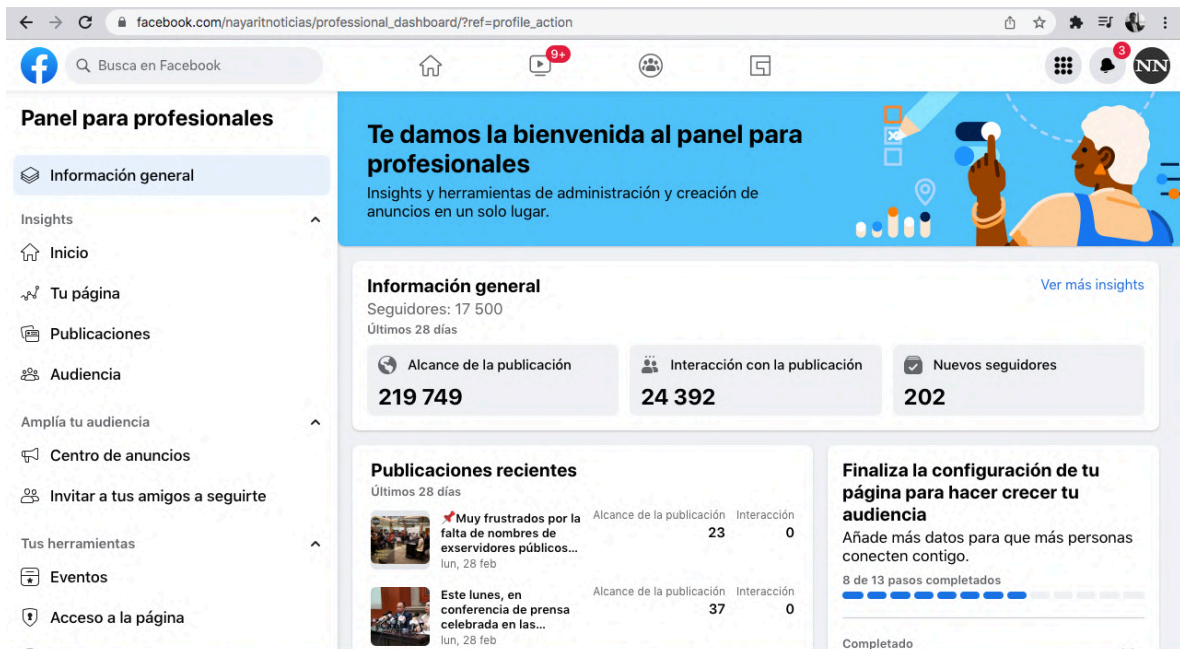 facebook.com/nayaritnoticias/professional_dashboard/?ref=profile_action
Busca en Facebook
9+
3
NN
Panel para profesionales
Información general
Insights
Inicio
Tu página
Publicaciones
Audiencia
Amplía tu audiencia
Centro de anuncios
Invitar a tus amigos a seguirte
Tus herramientas
Eventos
Acceso a la página
Te damos la bienvenida al panel para
profesionales
Insights y herramientas de administración y creación de
anuncios en un solo lugar.
Información general
Ver más insights
Seguidores: 17 500
Últimos 28 días
Alcance de la publicación
219 749
Interacción con la publicación
24 392
Nuevos seguidores
202
Publicaciones recientes
Últimos 28 días
📌Muy frustrados por la
falta de nombres de
exservidores públicos...
lun, 28 feb
Alcance de la publicación
23
Interacción
0
Este lunes, en
conferencia de prensa
celebrada en las...
lun, 28 feb
Alcance de la publicación
37
Interacción
0
Finaliza la configuración de tu
página para hacer crecer tu
audiencia
Añade más datos para que más personas
conecten contigo.
8 de 13 pasos completados
Completado